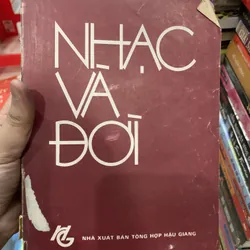 NHẠC
VÀ
ĐỜI
NHÀ XUẤT BẢN TỔNG HỢP HẬU GIANG